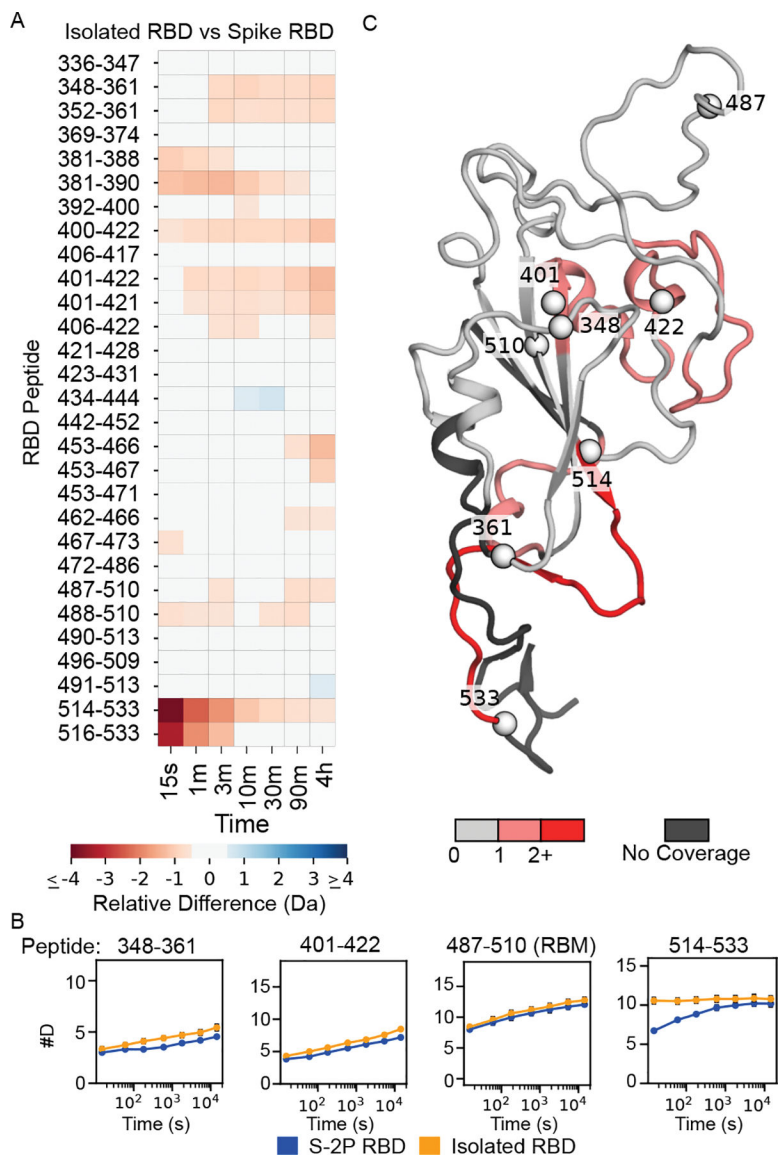 A
Isolated RBD vs Spike RBD
RBD Peptide
336-347
348-361
352-361
369-374
381-388
381-390
392-400
400-422
406-417
401-422
401-421
406-422
421-428
423-431
434-444
442-452
453-466
453-467
453-471
462-466
467-473
472-486
487-510
488-510
490-513
496-509
491-513
514-533
516-533
15s
1m
3m
10m
30m
90m
4h
Time
≤-4 -3 -2 -1 0 1 2 3 ≥4
Relative Difference (Da)
C
487
401
348
422
510
514
361
533
0 1 2+
No Coverage
B
Peptide: 348-361
401-422
487-510 (RBM)
514-533
#D
10
5
0
10² 10³ 10⁴
Time (s)
10
5
0
10² 10³ 10⁴
Time (s)
15
10
5
0
10² 10³ 10⁴
Time (s)
15
10
5
0
10² 10³ 10⁴
Time (s)
S-2P RBD Isolated RBD